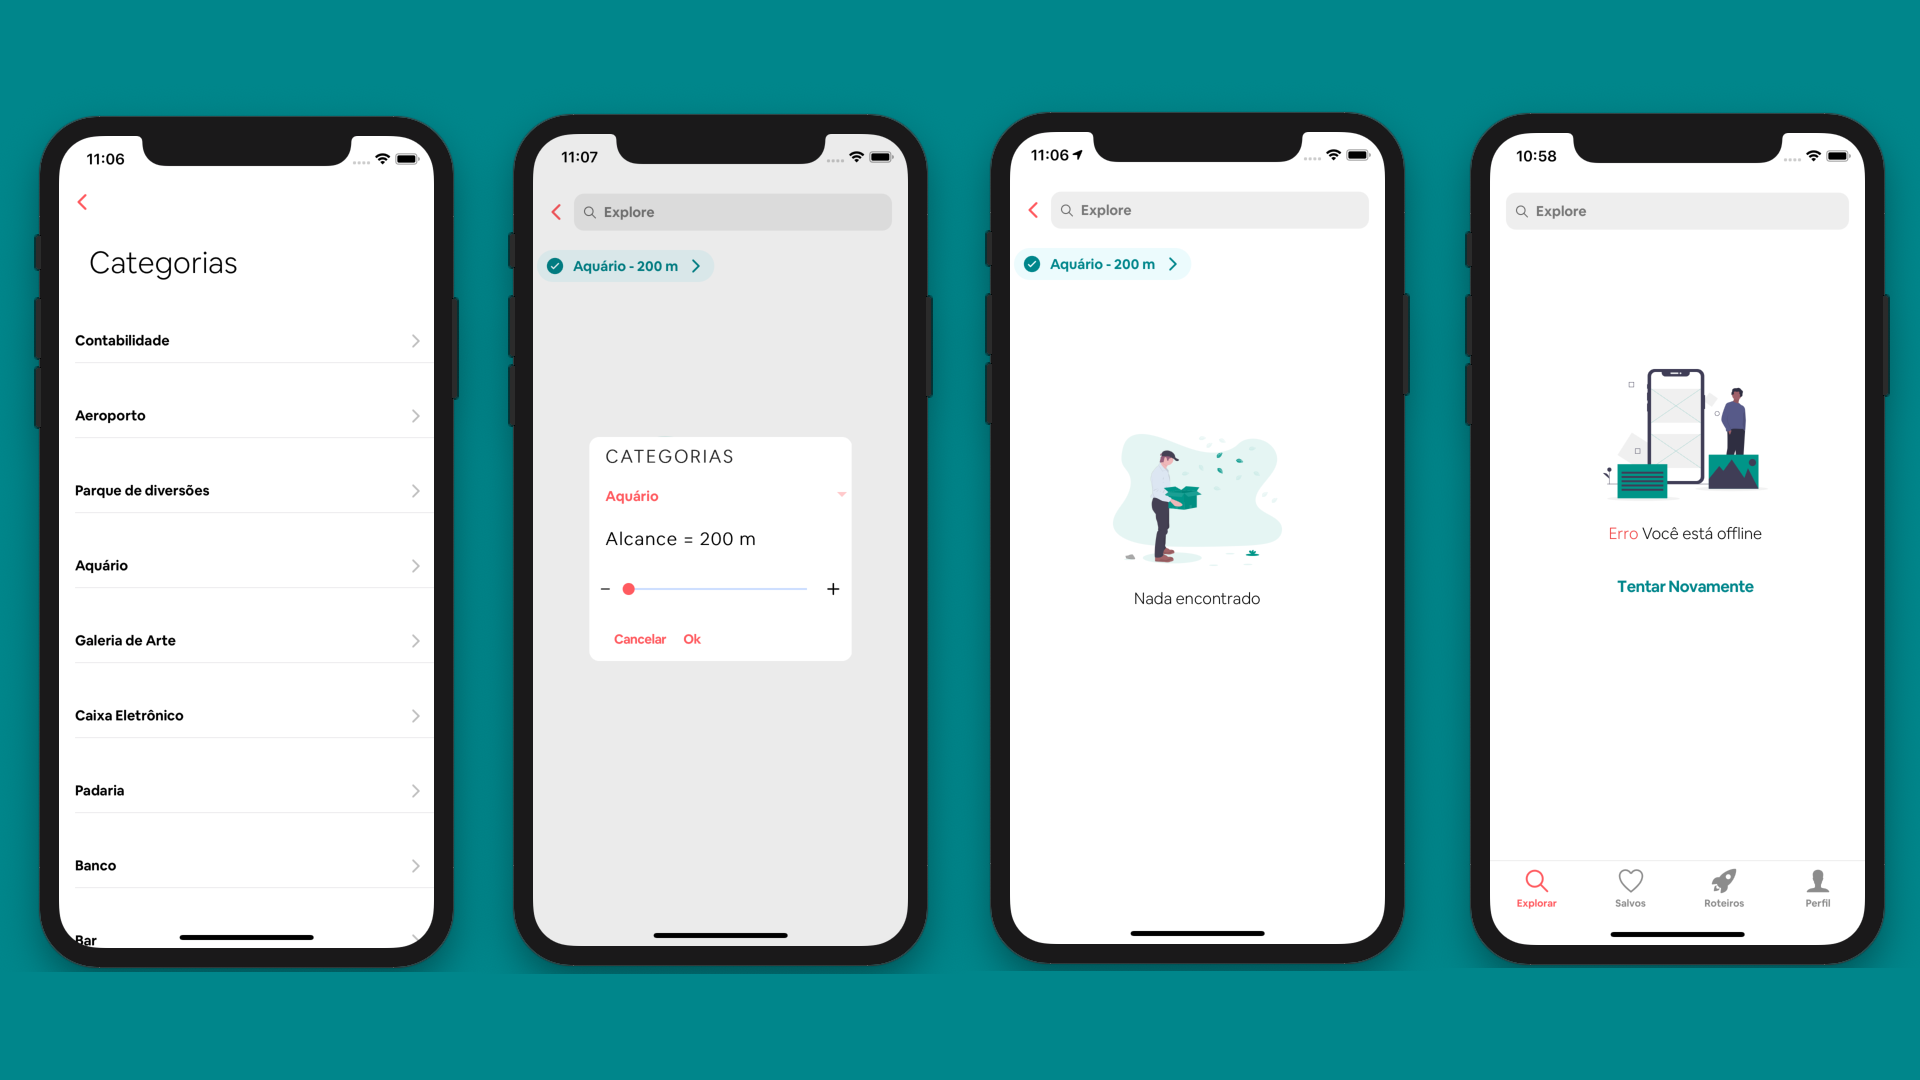 11:06
Categorias
Contabilidade
Aeroporto
Parque de diversões
Aquário
Galeria de Arte
Caixa Eletrônico
Padaria
Banco
Bar
11:07
Explore
Aquário - 200 m
CATEGORIAS
Aquário
Alcance = 200 m
Cancelar Ok
11:06
Explore
Aquário - 200 m
Nada encontrado
10:58
Explore
Erro Você está offline
Tentar Novamente
Explorar Salvos Roteiros Perfil